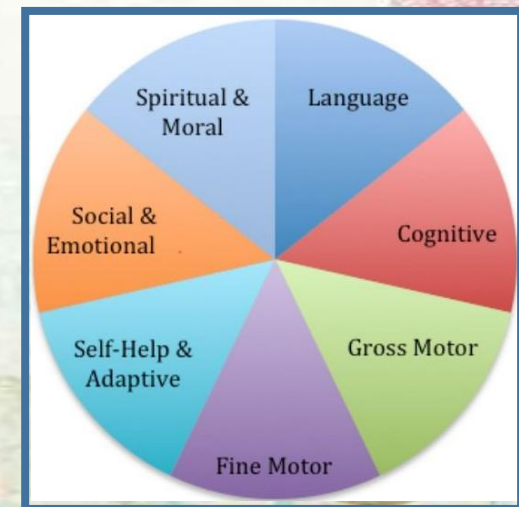 Spiritual &
Moral
Language
Social &
Emotional
Cognitive
Self-Help &
Adaptive
Gross Motor
Fine Motor